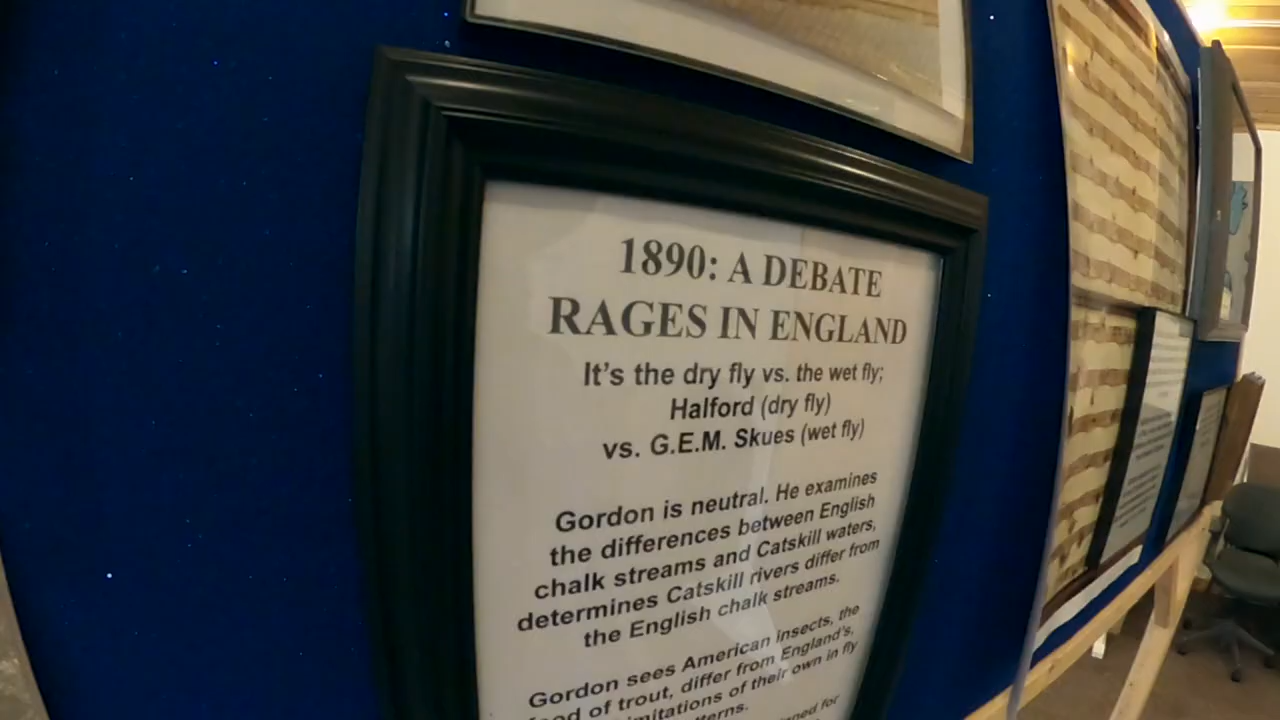 1890: A DEBATE
RAGES IN ENGLAND
It's the dry fly vs. the wet fly;
Halford (dry fly)
vs. G.E.M. Skues (wet fly)
Gordon is neutral. He examines
the differences between English
chalk streams and Catskill waters,
determines Catskill rivers differ from
the English chalk streams.
Gordon sees American insects, the
of trout, differ from England's,
imitations of their own in fly